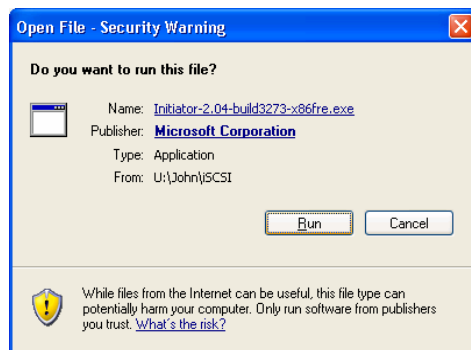 Open File - Security Warning
Do you want to run this file?
Name: Initiator-2.04-build3273-x86fre.exe
Publisher: Microsoft Corporation
Type: Application
From: U:\John\iSCSI
Run Cancel
While files from the Internet can be useful, this file type can
potentially harm your computer. Only run software from publishers
you trust. What's the risk?